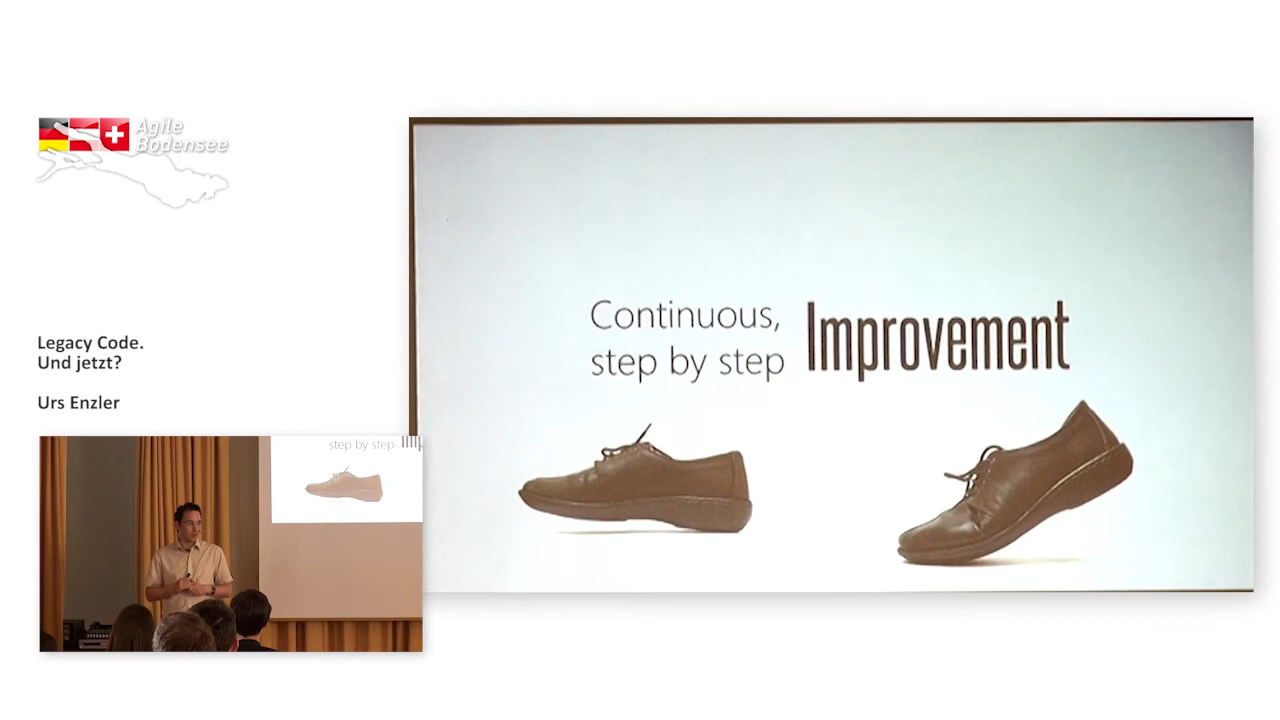 Agile
Bodensee
Legacy Code.
Und jetzt?
Urs Enzler
Continuous,
step by step
Improvement
step by step